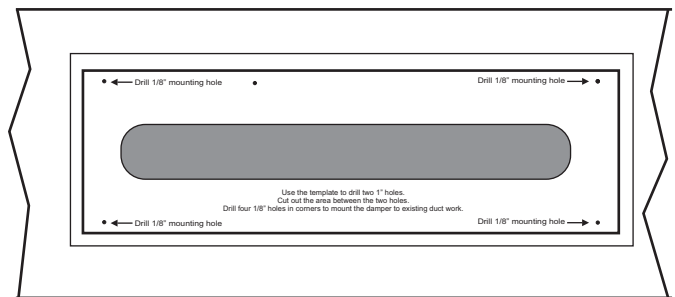 Drill 1/8" mounting hole
Drill 1/8" mounting hole
Use the template to drill two 1" holes.
Cut out the area between the two holes.
Drill four 1/8" holes in corners to mount the damper to existing duct work.
Drill 1/8" mounting hole
Drill 1/8" mounting hole